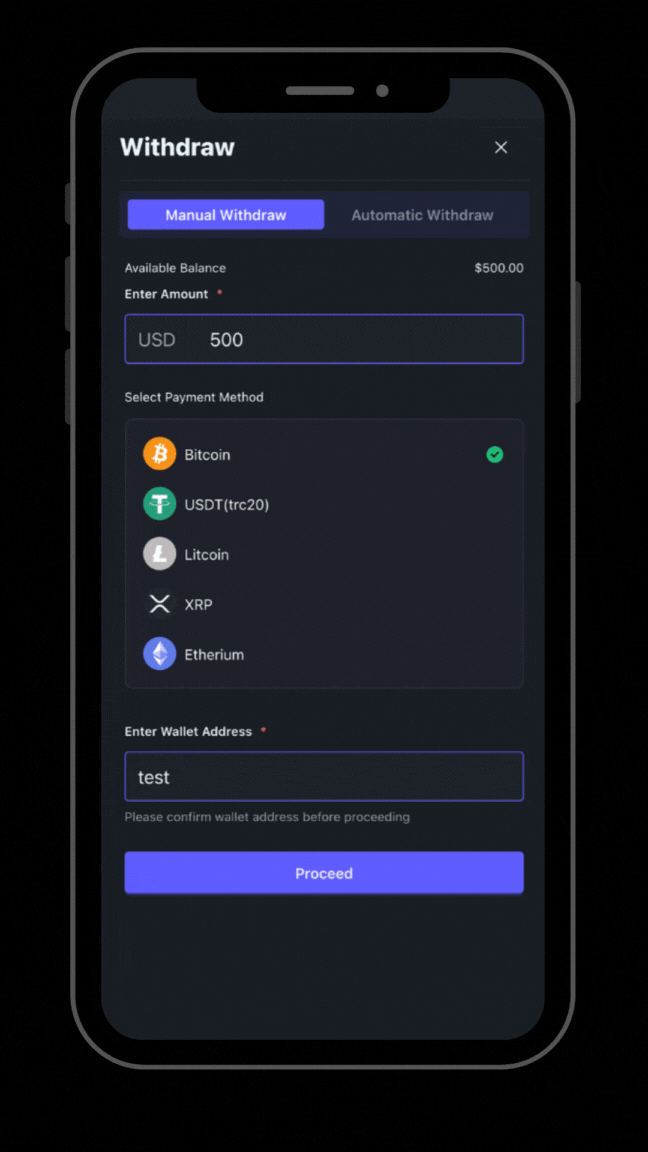 Withdraw
Manual Withdraw Automatic Withdraw
Available Balance $500.00
Enter Amount *
USD 500
Select Payment Method
Bitcoin
USDT(trc20)
Litcoin
XRP
Etherium
Enter Wallet Address *
test
Please confirm wallet address before proceeding
Proceed